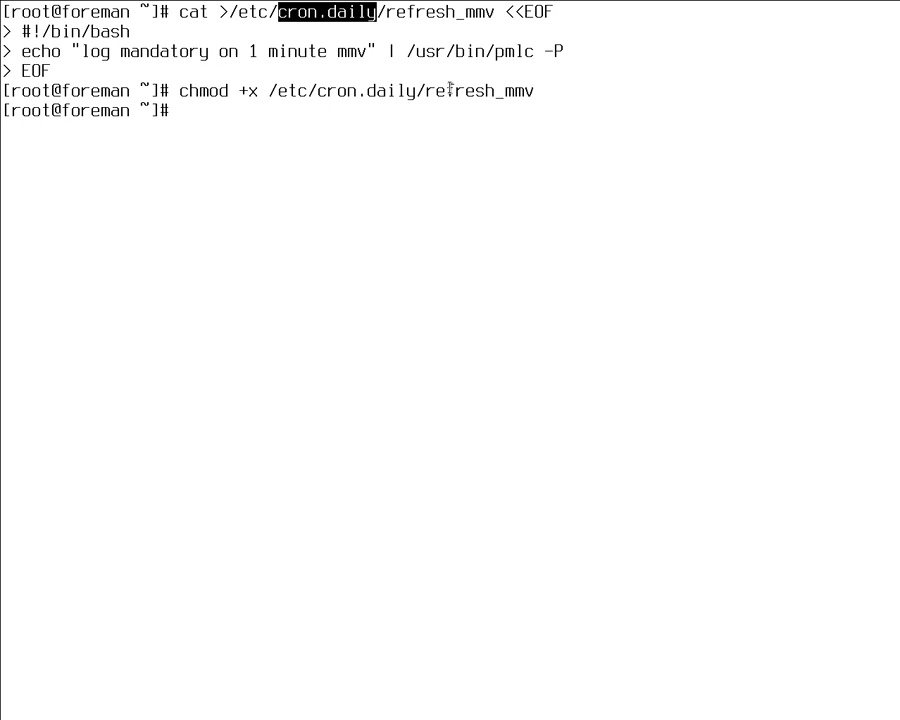 [root@foreman ~]# cat >/etc/cron.daily/refresh_mmv <<EOF
> #!/bin/bash
> echo "log mandatory on 1 minute mmv" | /usr/bin/pmlc -P
> EOF
[root@foreman ~]# chmod +x /etc/cron.daily/refresh_mmv
[root@foreman ~]#